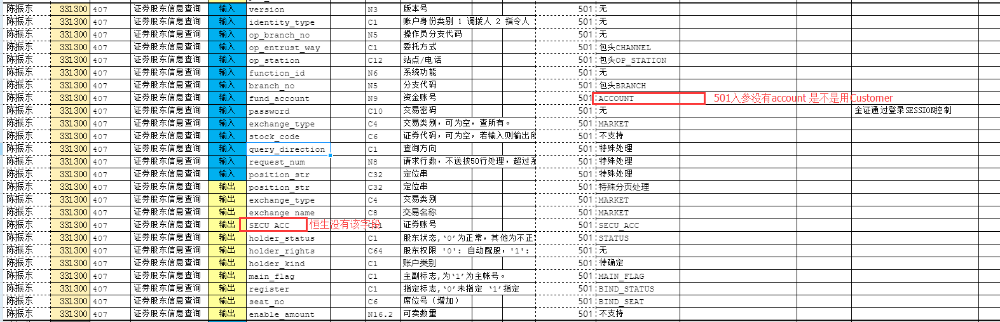 陈振东 331300 407 证券股东信息查询 输入 version N3 版本号 501 无
陈振东 331300 407 证券股东信息查询 输入 identity_type C1 账户身份类别 1 调拨人 2 指令人 501 无
陈振东 331300 407 证券股东信息查询 输入 op_branch_no N5 操作员分支代码 501 无
陈振东 331300 407 证券股东信息查询 输入 op_entrust_way C1 委托方式 501 包头CHANNEL
陈振东 331300 407 证券股东信息查询 输入 op_station C12 站点/电话 501 包头OP_STATION
陈振东 331300 407 证券股东信息查询 输入 function_id N6 系统功能 501 无
陈振东 331300 407 证券股东信息查询 输入 branch_no N5 分支代码 501 包头BRANCH
陈振东 331300 407 证券股东信息查询 输入 fund_account N9 资金账号 501 ACCOUNT 501入参没有account 是不是用Customer
陈振东 331300 407 证券股东信息查询 输入 password C10 交易密码 501 无 金证通过登录SESSION控制
陈振东 331300 407 证券股东信息查询 输入 exchange_type C4 交易类别，可为空，查所有。 501 MARKET
陈振东 331300 407 证券股东信息查询 输入 stock_code C6 证券代码，可为空，若输入则输出 501 不支持
陈振东 331300 407 证券股东信息查询 输入 query_direction C1 查询方向 501 特殊处理
陈振东 331300 407 证券股东信息查询 输入 request_num N8 请求行数，不送按50行处理，超过 501 特殊处理
陈振东 331300 407 证券股东信息查询 输入 position_str C32 定位串 501 特殊处理
陈振东 331300 407 证券股东信息查询 输出 position_str C32 定位串 501 特殊分页处理
陈振东 331300 407 证券股东信息查询 输出 exchange_type C4 交易类别 501 MARKET
陈振东 331300 407 证券股东信息查询 输出 exchange_name C8 交易名称 501 MARKET
陈振东 331300 407 证券股东信息查询 输出 SECU_ACC 恒生没有该字段 证券账号 501 SECU_ACC
陈振东 331300 407 证券股东信息查询 输出 holder_status C1 股东状态,‘0’为正常，其他为不正 501 STATUS
陈振东 331300 407 证券股东信息查询 输出 holder_rights C64 股东权限 '0': 自动配股，'1': 501 无
陈振东 331300 407 证券股东信息查询 输出 holder_kind C1 账户类别 501 待确定
陈振东 331300 407 证券股东信息查询 输出 main_flag C1 主副标志,为‘1’为主帐号。 501 MAIN_FLAG
陈振东 331300 407 证券股东信息查询 输出 register C1 指定标志,‘0’未指定 ‘1’指定 501 BIND_STATUS
陈振东 331300 407 证券股东信息查询 输出 seat_no C6 席位号（增加） 501 BIND_SEAT
陈振东 331300 407 证券股东信息查询 输出 enable_amount N16.2 可卖数量 501 不支持